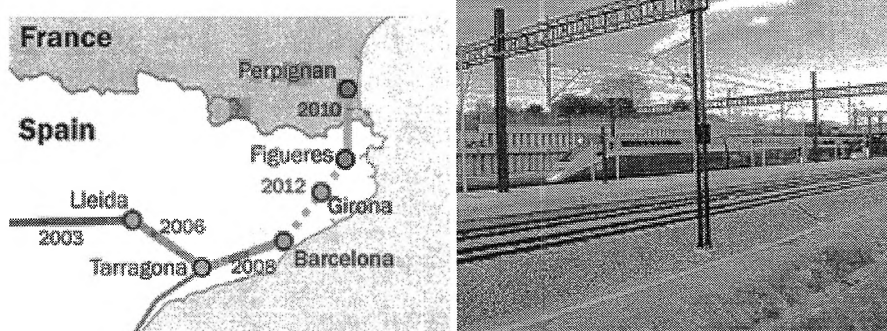 France
Perpignan
2010
Spain
Figueres
2012
Girona
Lleida
2006
2003
Barcelona
Tarragona
2008